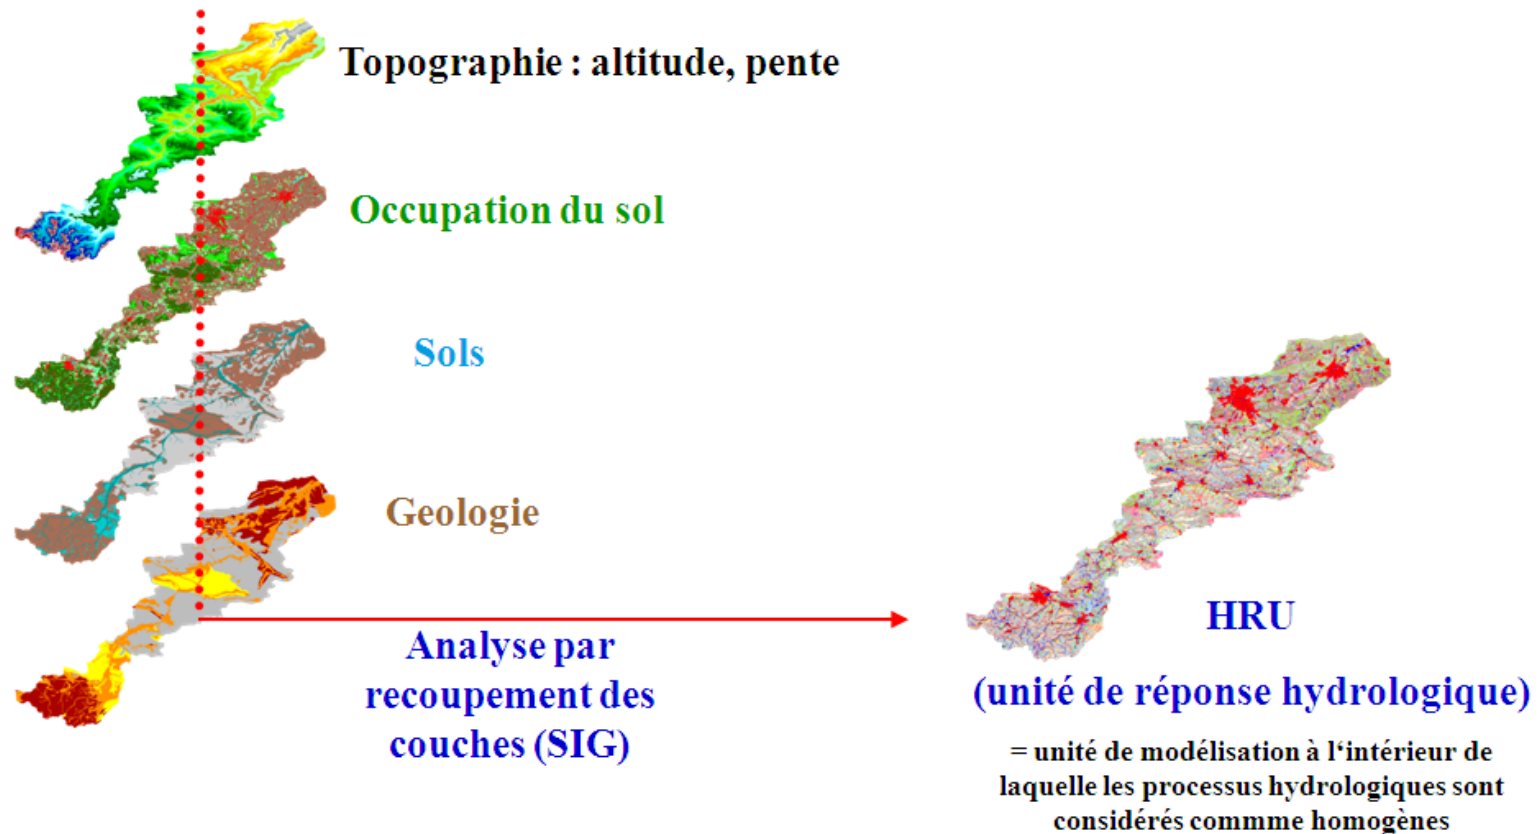 Topographie : altitude, pente
Occupation du sol
Sols
Geologie
Analyse par
recoupement des
couches (SIG)
HRU
(unité de réponse hydrologique)
= unité de modélisation à l‘intérieur de
laquelle les processus hydrologiques sont
considérés commme homogènes